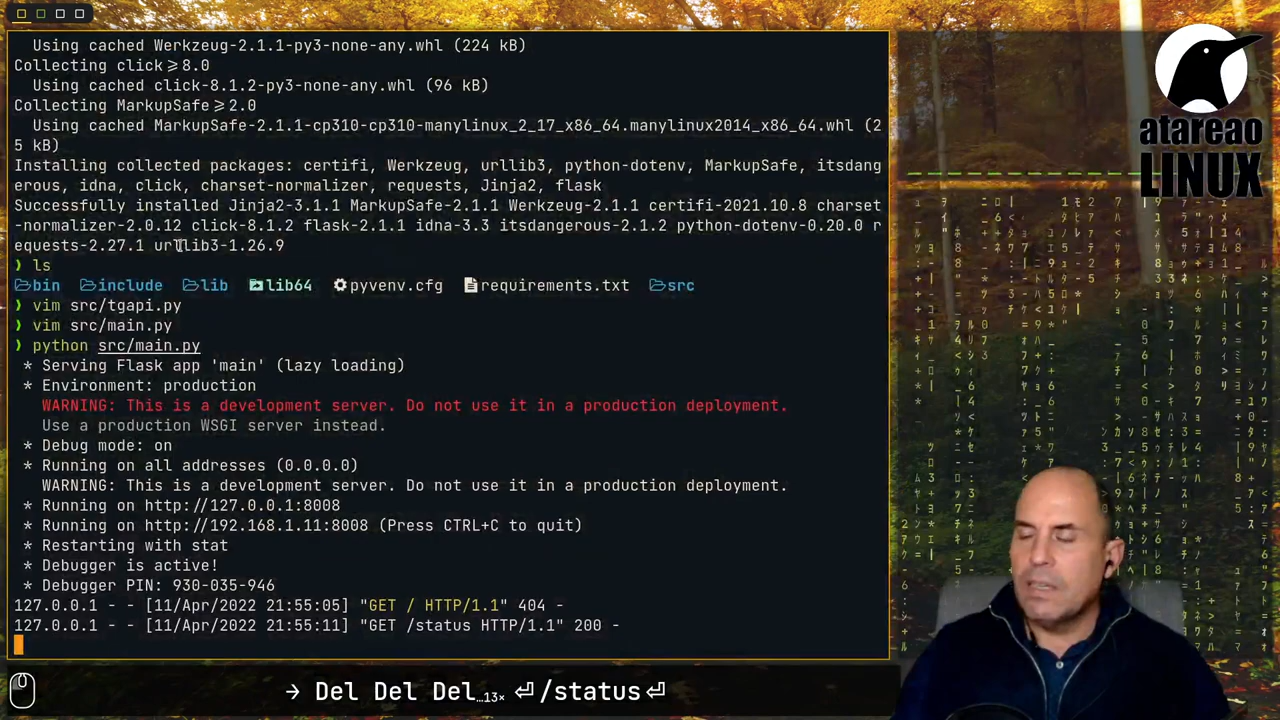 Using cached Werkzeug-2.1.1-py3-none-any.whl (224 kB)
Collecting click>=8.0
Using cached click-8.1.2-py3-none-any.whl (96 kB)
Collecting MarkupSafe>=2.0
Using cached MarkupSafe-2.1.1-cp310-cp310-manylinux_2_17_x86_64.manylinux2014_x86_64.whl (2
5 kB)
Installing collected packages: certifi, Werkzeug, urllib3, python-dotenv, MarkupSafe, itsdang
erous, idna, click, charset-normalizer, requests, Jinja2, flask
Successfully installed Jinja2-3.1.1 MarkupSafe-2.1.1 Werkzeug-2.1.1 certifi-2021.10.8 charset
-normalizer-2.0.12 click-8.1.2 flask-2.1.1 idna-3.3 itsdangerous-2.1.2 python-dotenv-0.20.0 r
equests-2.27.1 urllib3-1.26.9
❯ ls
bin include lib lib64 pyvenv.cfg requirements.txt src
❯ vim src/tgapi.py
❯ vim src/main.py
❯ python src/main.py
* Serving Flask app 'main' (lazy loading)
* Environment: production
WARNING: This is a development server. Do not use it in a production deployment.
Use a production WSGI server instead.
* Debug mode: on
* Running on all addresses (0.0.0.0)
WARNING: This is a development server. Do not use it in a production deployment.
* Running on http://127.0.0.1:8008
* Running on http://192.168.1.11:8008 (Press CTRL+C to quit)
* Restarting with stat
* Debugger is active!
* Debugger PIN: 930-035-946
127.0.0.1 - - [11/Apr/2022 21:55:05] "GET / HTTP/1.1" 404 -
127.0.0.1 - - [11/Apr/2022 21:55:11] "GET /status HTTP/1.1" 200 -
→ Del Del Del…13× ⏎ /status⏎
atareao
LINUX